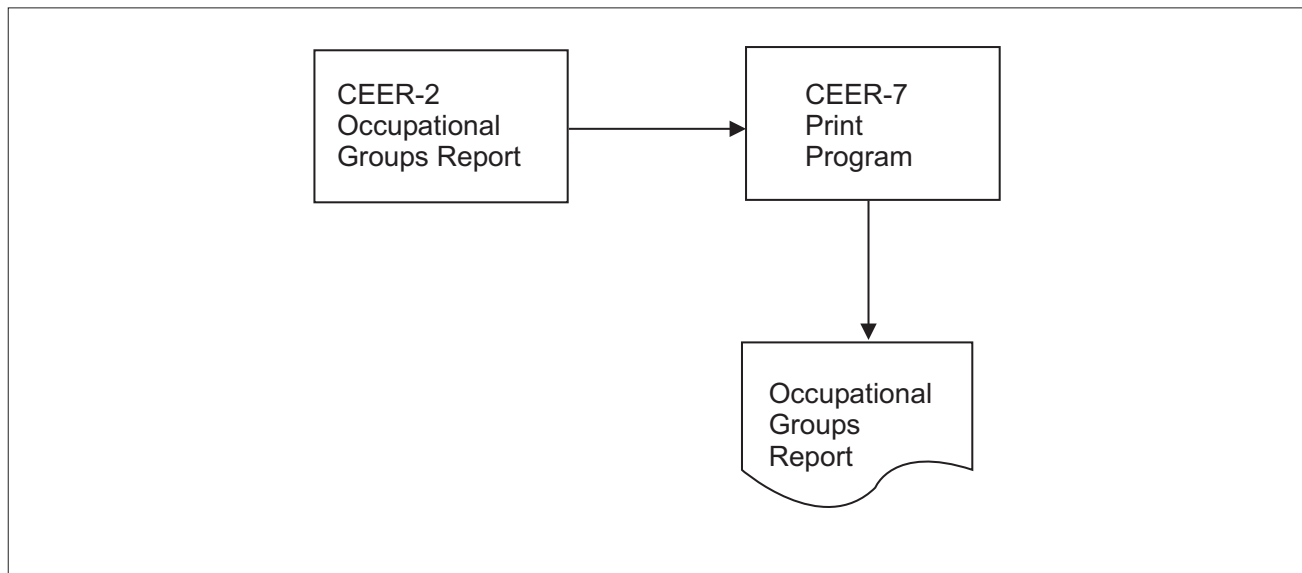 CEER-2
Occupational
Groups Report
CEER-7
Print
Program
Occupational
Groups
Report